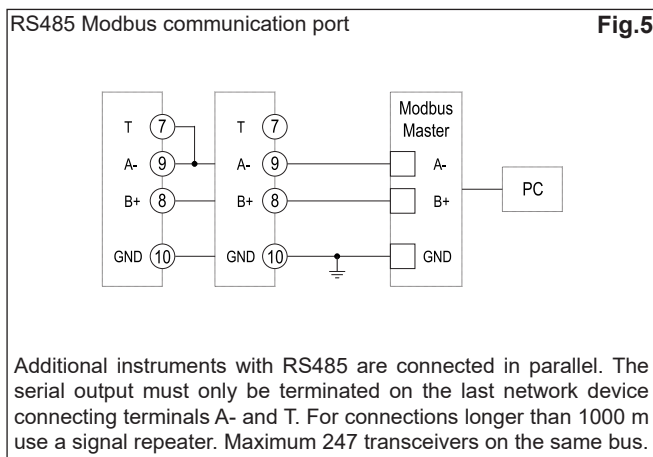 RS485 Modbus communication port Fig.5
Modbus
Master
T 7 T 7
A- 9 A- 9 A-
PC
B+ 8 B+ 8 B+
GND 10 GND 10 GND
Additional instruments with RS485 are connected in parallel. The
serial output must only be terminated on the last network device
connecting terminals A- and T. For connections longer than 1000 m
use a signal repeater. Maximum 247 transceivers on the same bus.